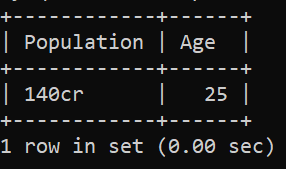 +------------+------+
| Population | Age  |
+------------+------+
| 140cr      |   25 |
+------------+------+
1 row in set (0.00 sec)